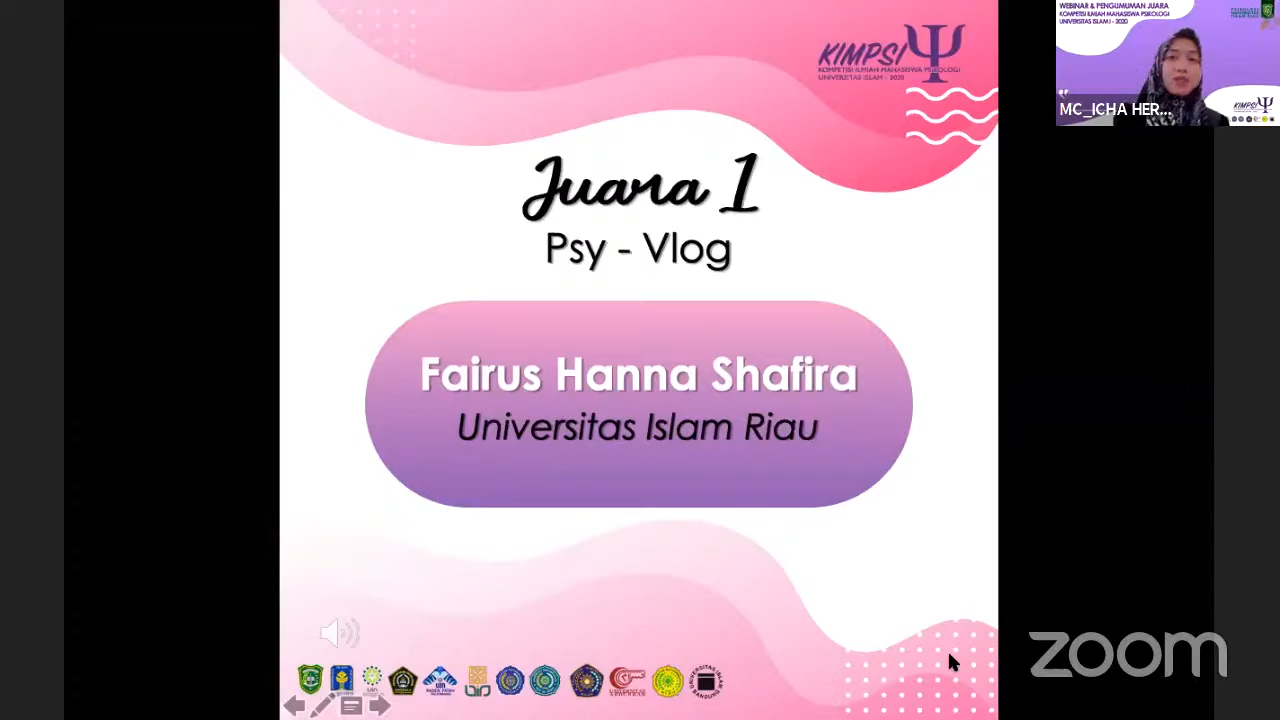 KIMPSI
KOMPETISI ILMIAH MAHASISWA PSIKOLOGI
UNIVERSITAS ISLAM I - 2020
Juara 1
Psy - Vlog
Fairus Hanna Shafira
Universitas Islam Riau
WEBINAR & PENGUMUMAN JUARA
KOMPETISI ILMIAH MAHASISWA PSIKOLOGI
UNIVERSITAS ISLAM I - 2020
KIMPSI
MC_ICHA HER...
zoom